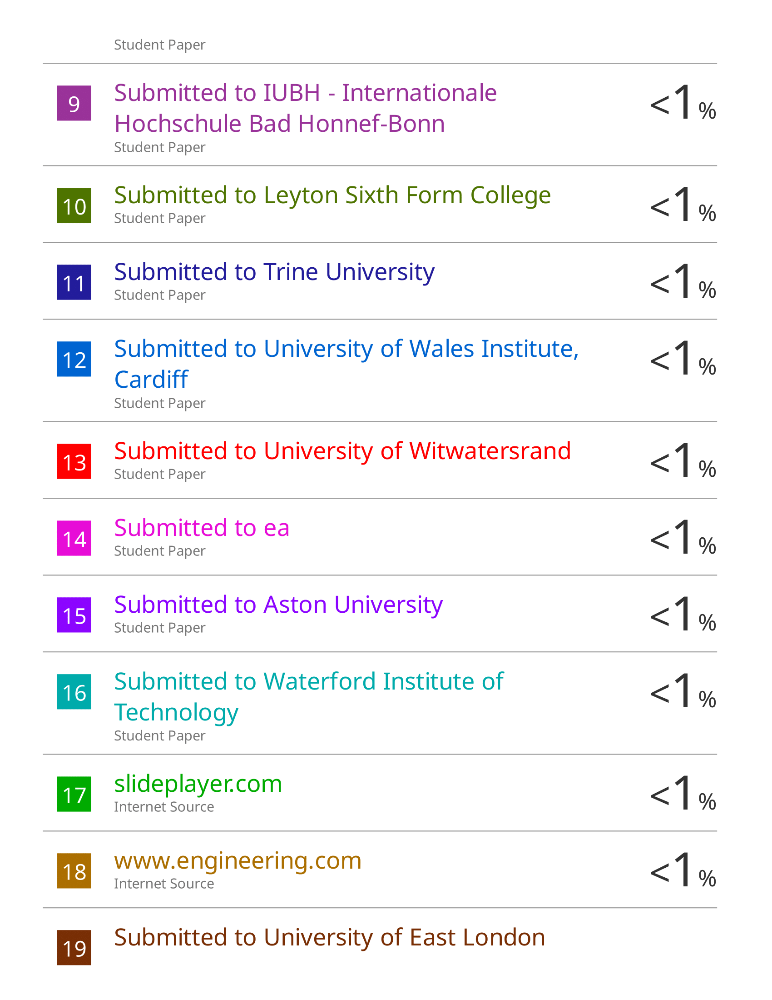 Student Paper
9
Submitted to IUBH - Internationale
Hochschule Bad Honnef-Bonn
Student Paper
<1%
10
Submitted to Leyton Sixth Form College
Student Paper
<1%
11
Submitted to Trine University
Student Paper
<1%
12
Submitted to University of Wales Institute,
Cardiff
Student Paper
<1%
13
Submitted to University of Witwatersrand
Student Paper
<1%
14
Submitted to ea
Student Paper
<1%
15
Submitted to Aston University
Student Paper
<1%
16
Submitted to Waterford Institute of
Technology
Student Paper
<1%
17
slideplayer.com
Internet Source
<1%
18
www.engineering.com
Internet Source
<1%
19
Submitted to University of East London